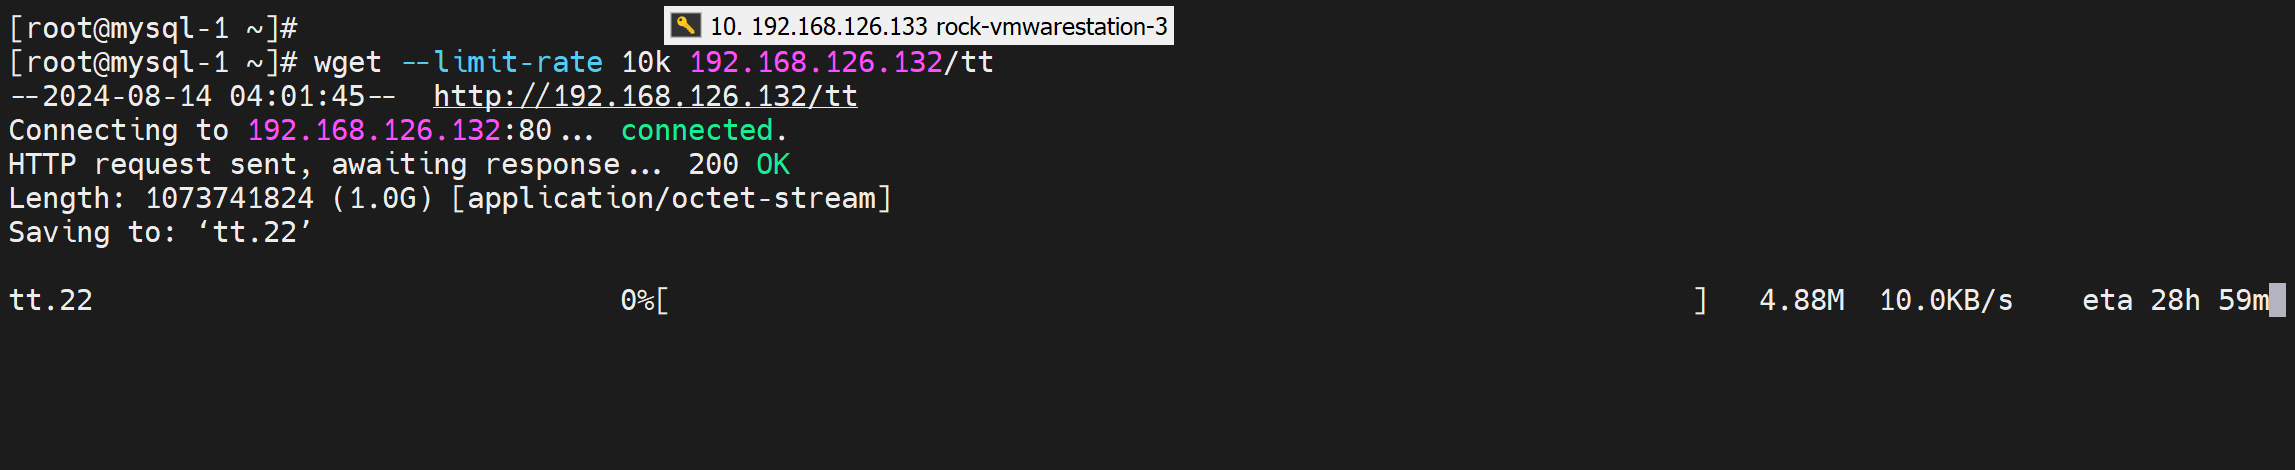 [root@mysql-1 ~]#
10. 192.168.126.133 rock-vmwarestation-3
[root@mysql-1 ~]# wget --limit-rate 10k 192.168.126.132/tt
--2024-08-14 04:01:45--  http://192.168.126.132/tt
Connecting to 192.168.126.132:80... connected.
HTTP request sent, awaiting response... 200 OK
Length: 1073741824 (1.0G) [application/octet-stream]
Saving to: ‘tt.22’
tt.22 0%[ ] 4.88M 10.0KB/s eta 28h 59m